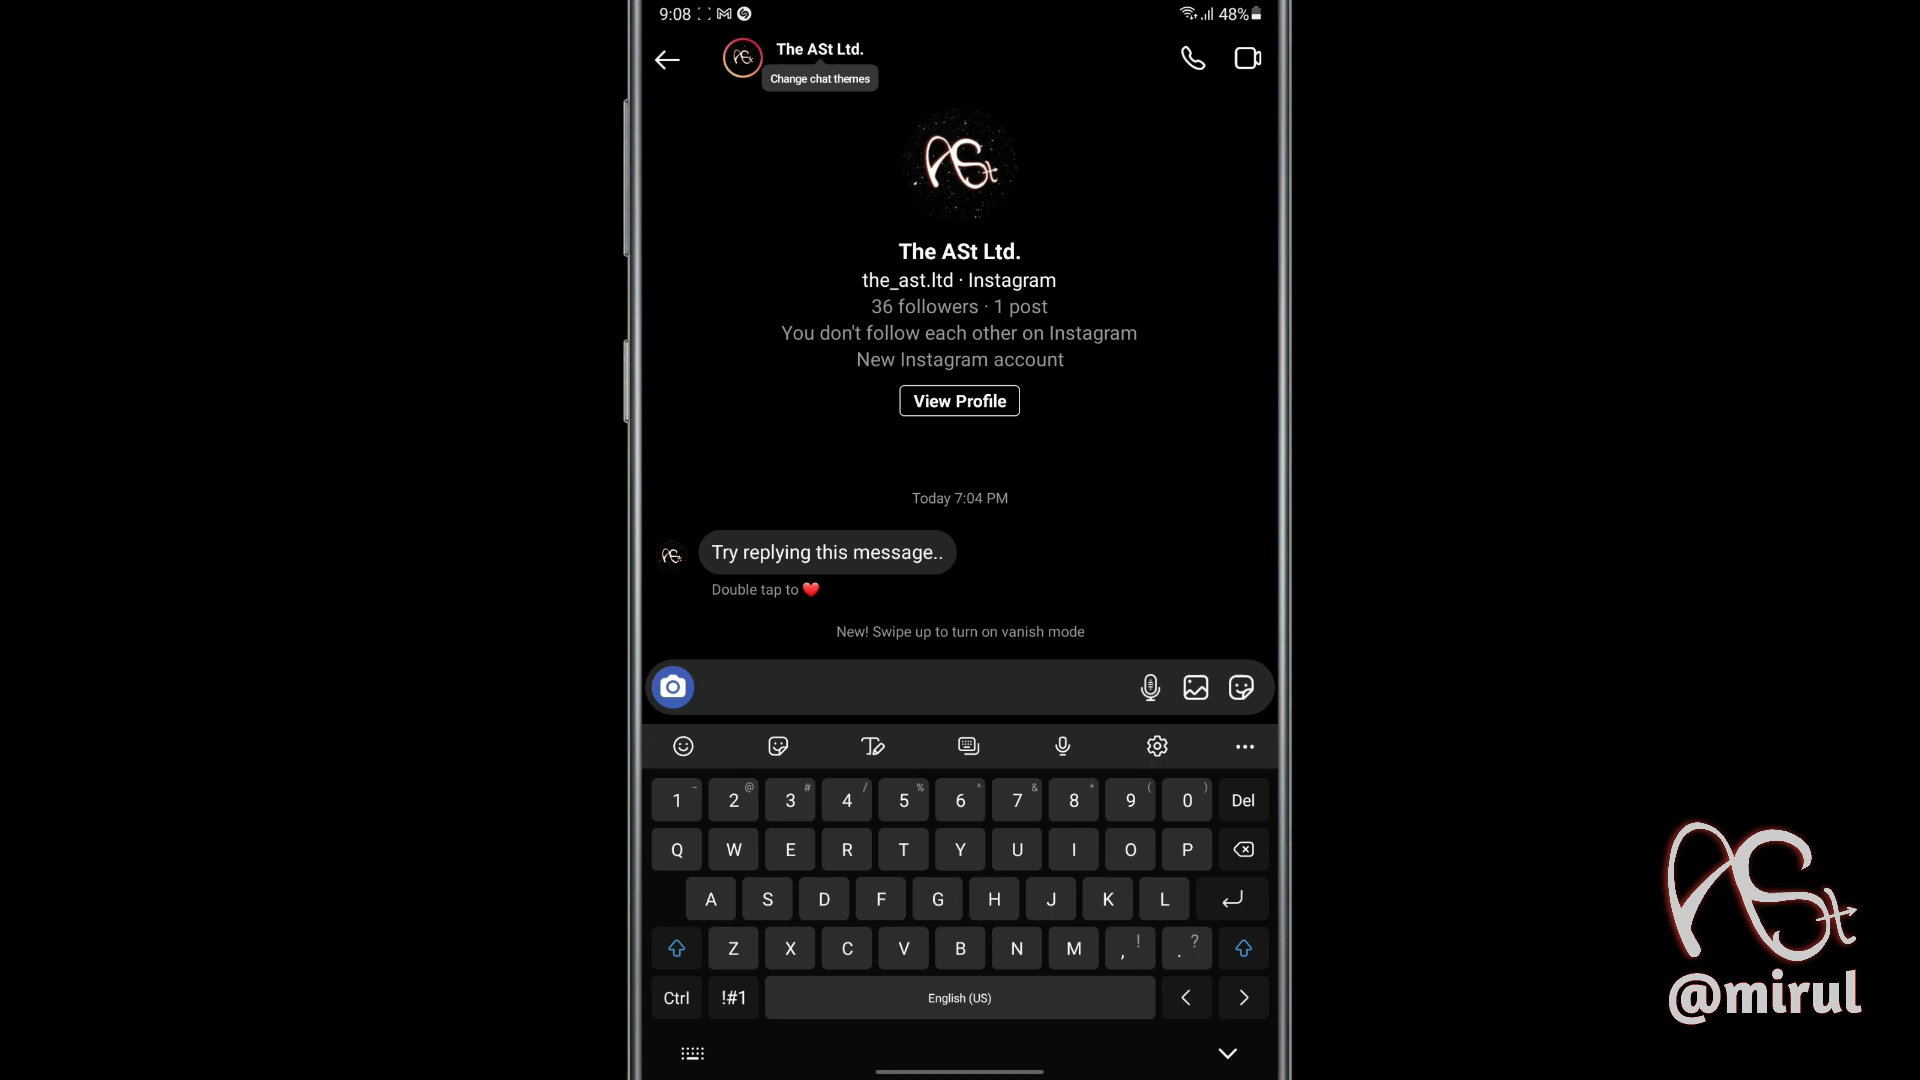 9:08
48%
The ASt Ltd.
Change chat themes
ASt
The ASt Ltd.
the_ast.ltd · Instagram
36 followers · 1 post
You don't follow each other on Instagram
New Instagram account
View Profile
Today 7:04 PM
Try replying this message..
Double tap to ❤️
New! Swipe up to turn on vanish mode
1 - 2 @ 3 # 4 / 5 % 6 ^ 7 & 8 * 9 ( 0 ) Del
Q W E R T Y U I O P
A S D F G H J K L
Z X C V B N M , ! . ?
Ctrl !#1 English (US) < >
ASt
@mirul